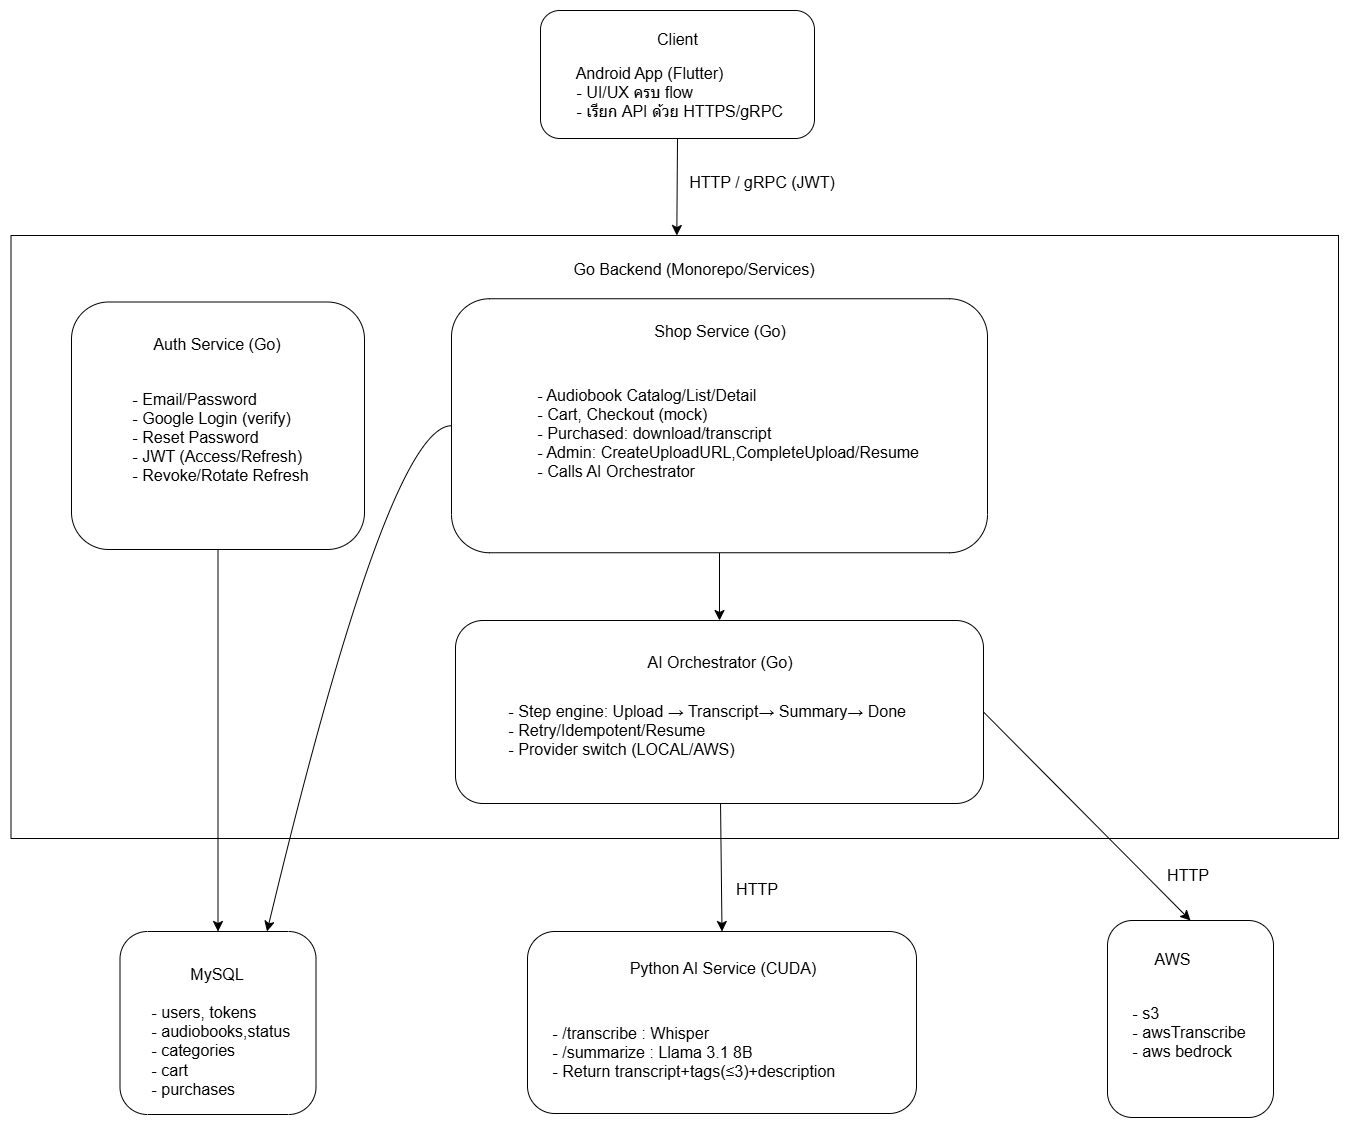 Client
Android App (Flutter)
- UI/UX ครบ flow
- เรียก API ด้วย HTTPS/gRPC
HTTP / gRPC (JWT)
Go Backend (Monorepo/Services)
Auth Service (Go)
- Email/Password
- Google Login (verify)
- Reset Password
- JWT (Access/Refresh)
- Revoke/Rotate Refresh
Shop Service (Go)
- Audiobook Catalog/List/Detail
- Cart, Checkout (mock)
- Purchased: download/transcript
- Admin: CreateUploadURL,CompleteUpload/Resume
- Calls AI Orchestrator
AI Orchestrator (Go)
- Step engine: Upload → Transcript→ Summary→ Done
- Retry/Idempotent/Resume
- Provider switch (LOCAL/AWS)
HTTP
HTTP
MySQL
- users, tokens
- audiobooks,status
- categories
- cart
- purchases
Python AI Service (CUDA)
- /transcribe : Whisper
- /summarize : Llama 3.1 8B
- Return transcript+tags(≤3)+description
AWS
- s3
- awsTranscribe
- aws bedrock